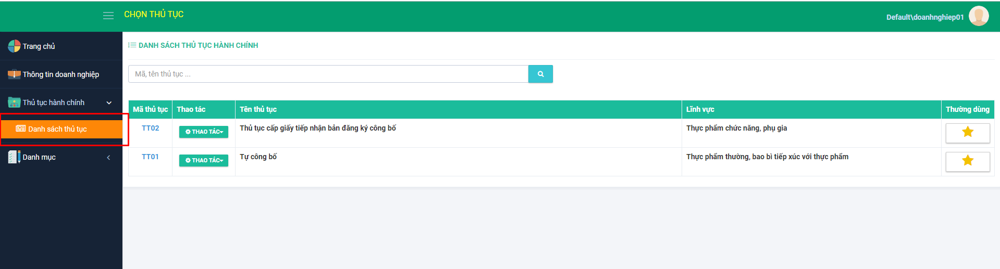 CHỌN THỦ TỤC
Default\doanhnghiep01
Trang chủ
Thông tin doanh nghiệp
Thủ tục hành chính
Danh sách thủ tục
Danh mục
DANH SÁCH THỦ TỤC HÀNH CHÍNH
Mã, tên thủ tục ...
Mã thủ tục Thao tác Tên thủ tục Lĩnh vực Thường dùng
TT02 THAO TÁC Thủ tục cấp giấy tiếp nhận bản đăng ký công bố Thực phẩm chức năng, phụ gia
TT01 THAO TÁC Tự công bố Thực phẩm thường, bao bì tiếp xúc với thực phẩm